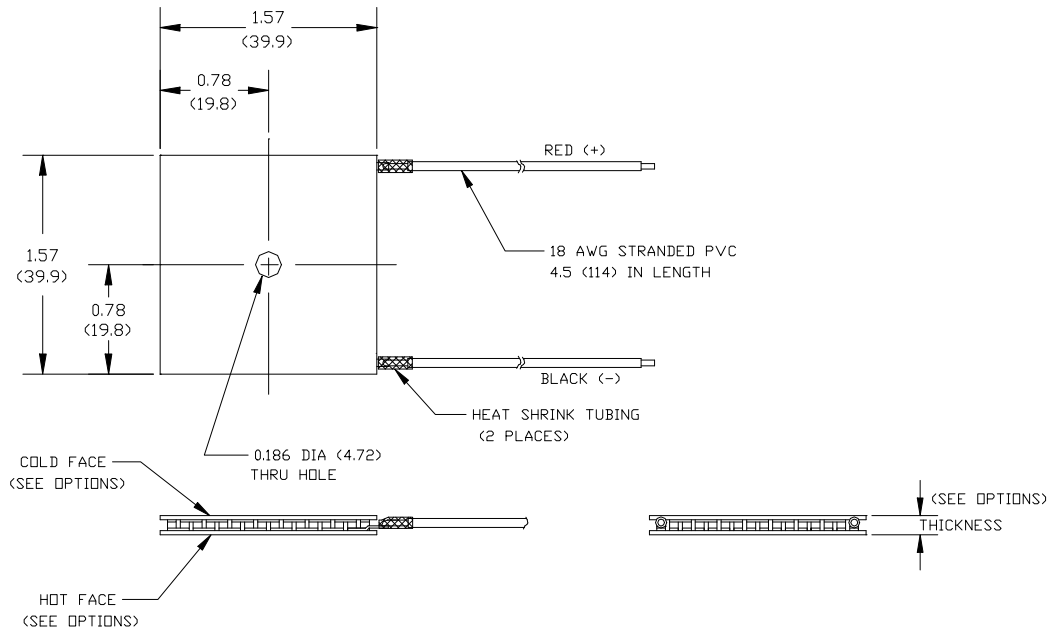 1.57
(39.9)
0.78
(19.8)
RED (+)
18 AWG STRANDED PVC
4.5 (114) IN LENGTH
1.57
(39.9)
0.78
(19.8)
BLACK (-)
HEAT SHRINK TUBING
(2 PLACES)
0.186 DIA (4.72)
THRU HOLE
COLD FACE
(SEE OPTIONS)
(SEE OPTIONS)
THICKNESS
HOT FACE
(SEE OPTIONS)